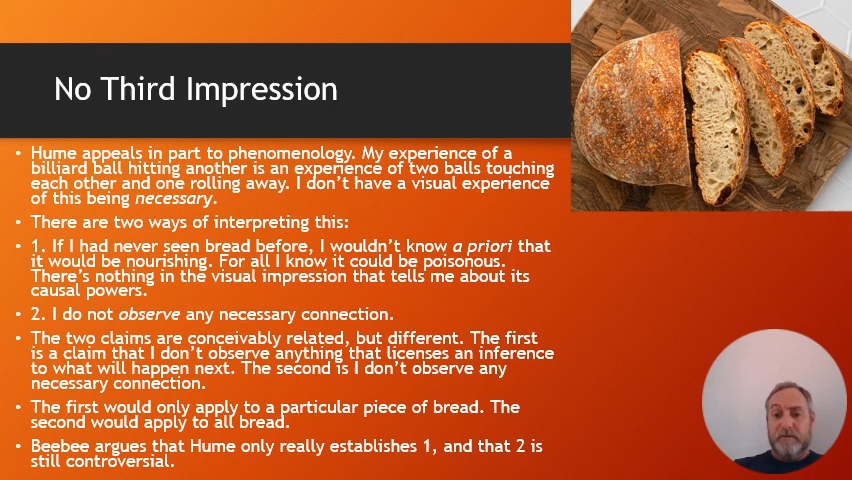 No Third Impression
• Hume appeals in part to phenomenology. My experience of a
billiard ball hitting another is an experience of two balls touching
each other and one rolling away. I don't have a visual experience
of this being necessary.
• There are two ways of interpreting this:
• 1. If I had never seen bread before, I wouldn't know a priori that
it would be nourishing. For all I know it could be poisonous.
There's nothing in the visual impression that tells me about its
causal powers.
• 2. I do not observe any necessary connection.
• The two claims are conceivably related, but different. The first
is a claim that I don't observe anything that licenses an inference
to what will happen next. The second is I don't observe any
necessary connection.
• The first would only apply to a particular piece of bread. The
second would apply to all bread.
• Beebee argues that Hume only really establishes 1, and that 2 is
still controversial.